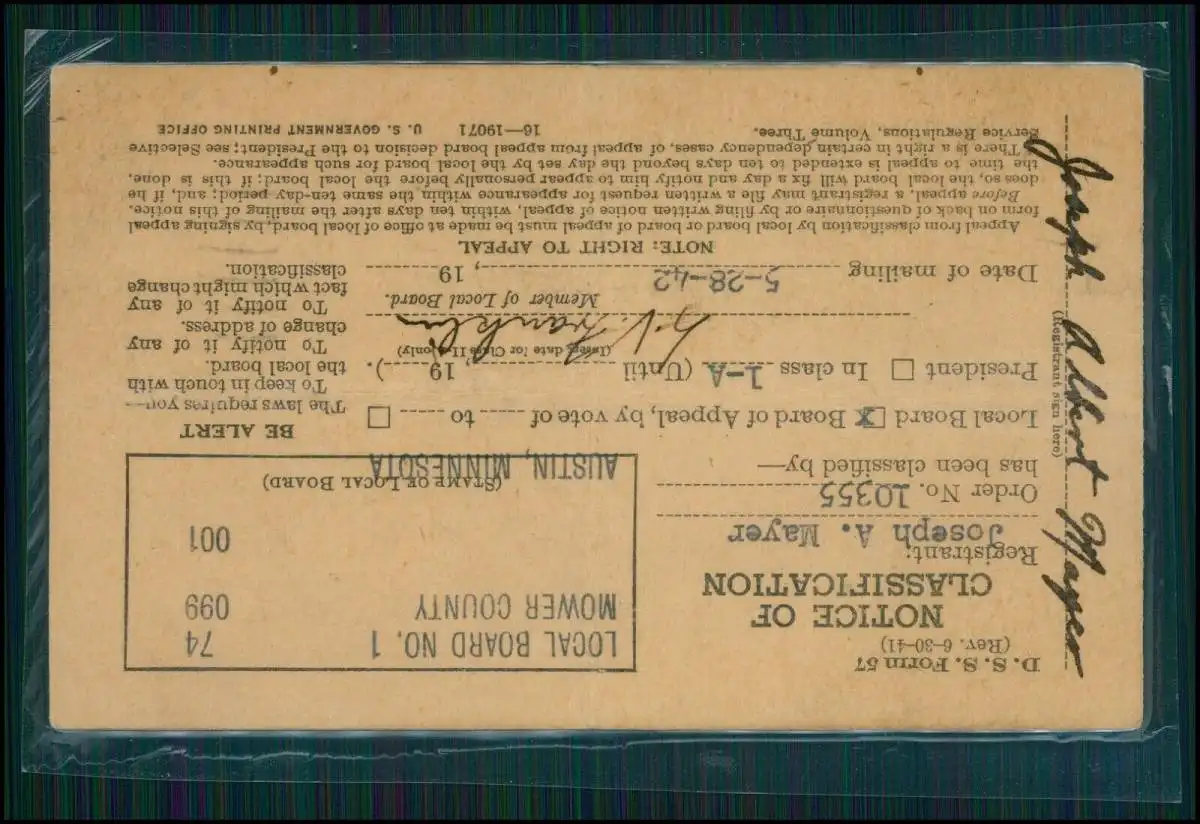 D. S. S. Form 57
(Rev. 6-30-41)
NOTICE OF
CLASSIFICATION
Registrant:
Joseph A. Mayer
Order No. 10355
has been classified by—
Local Board ☒ Board of Appeal, by vote of ------ to ------ ☐
President ☐ In class 1-A (Until ------------, 19------).
(Insert date for Class II only)
Member of Local Board.
Date of mailing 5-28-42, 19
LOCAL BOARD NO. 1 74
MOWER COUNTY 099
001
AUSTIN, MINNESOTA
(STAMP OF LOCAL BOARD)
BE ALERT
The laws requires you—
To keep in touch with
the local board.
To notify it of any
change of address.
To notify it of any
fact which might change
classification.
NOTE: RIGHT TO APPEAL
Appeal from classification by local board or board of appeal must be made at office of local board, by signing appeal
form on back of questionnaire or by filing written notice of appeal, within ten days after the mailing of this notice.
Before appeal, a registrant may file a written request for appearance within the same ten-day period; and, if he
does so, the local board will fix a day and notify him to appear personally before the local board; if this is done,
the time to appeal is extended to ten days beyond the day set by the local board for such appearance.
There is a right in certain dependency cases, of appeal from appeal board decision to the President; see Selective
Service Regulations, Volume Three. 16—19071 U. S. GOVERNMENT PRINTING OFFICE
Joseph Albert Mayer
(Registrant sign here)